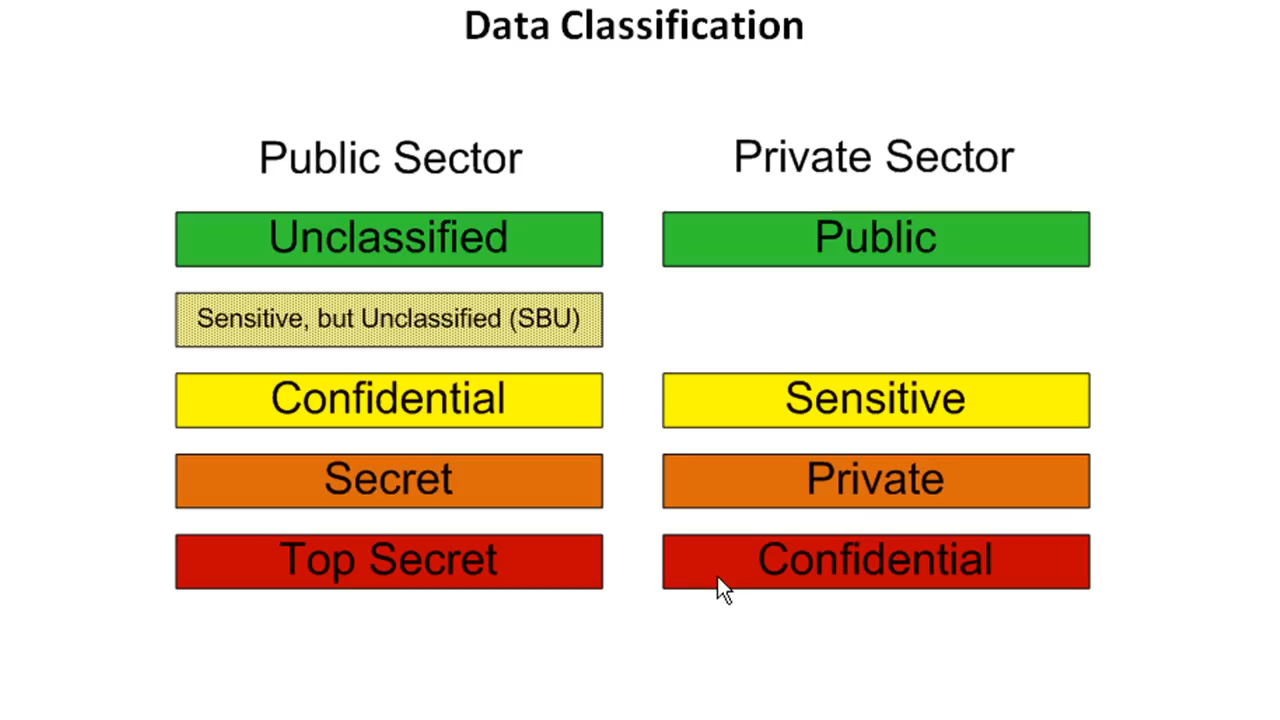 Data Classification
Public Sector
Private Sector
Unclassified
Public
Sensitive, but Unclassified (SBU)
Confidential
Sensitive
Secret
Private
Top Secret
Confidential